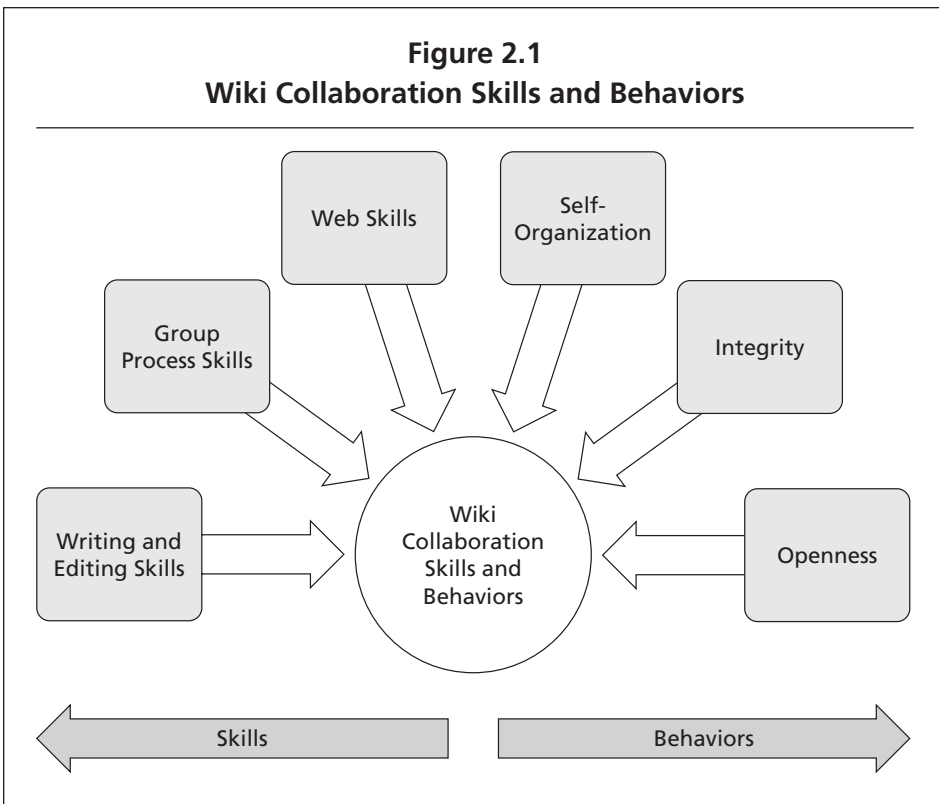 Figure 2.1
Wiki Collaboration Skills and Behaviors
Web Skills
Self-
Organization
Group
Process Skills
Integrity
Writing and
Editing Skills
Wiki
Collaboration
Skills and
Behaviors
Openness
Skills
Behaviors